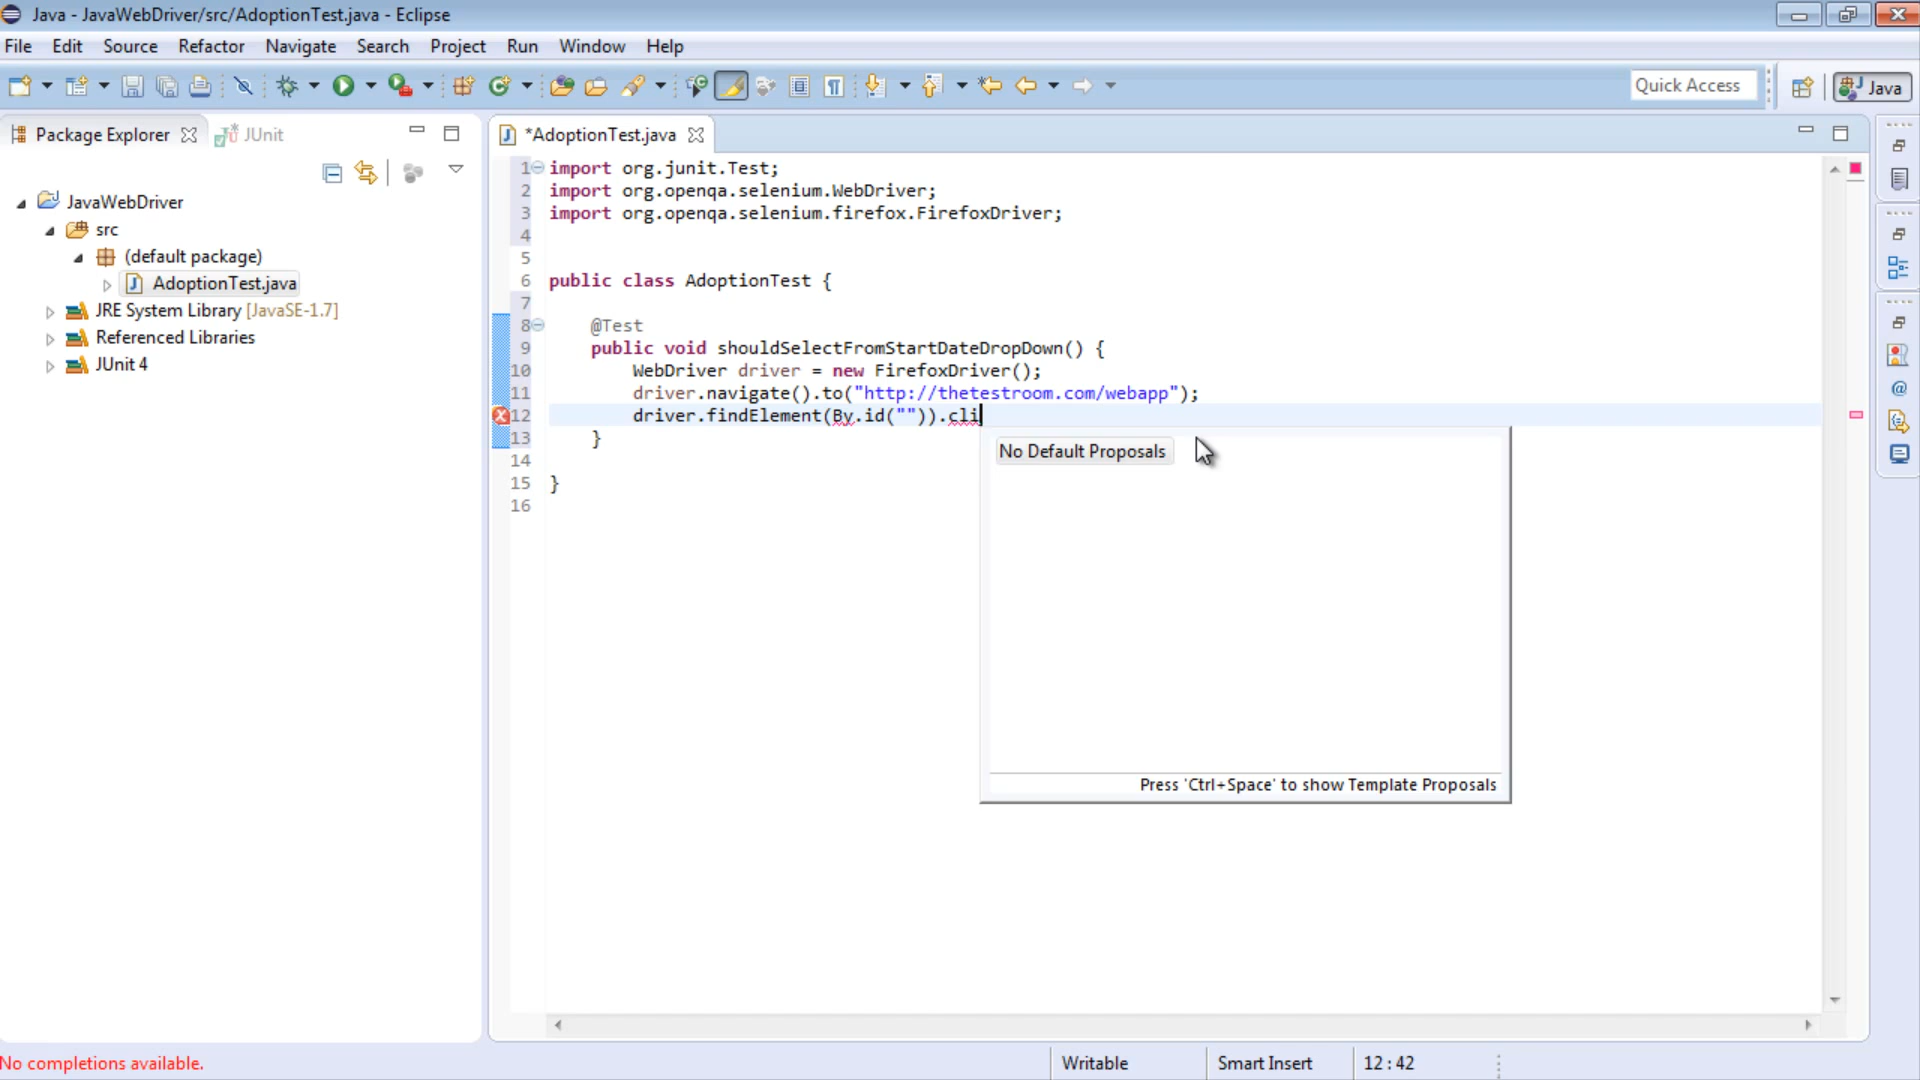 Java - JavaWebDriver/src/AdoptionTest.java - Eclipse
File Edit Source Refactor Navigate Search Project Run Window Help
Quick Access
Java
Package Explorer
JUnit
*AdoptionTest.java
JavaWebDriver
src
(default package)
AdoptionTest.java
JRE System Library [JavaSE-1.7]
Referenced Libraries
JUnit 4
1 import org.junit.Test;
2 import org.openqa.selenium.WebDriver;
3 import org.openqa.selenium.firefox.FirefoxDriver;
4
5
6 public class AdoptionTest {
7
8 @Test
9 public void shouldSelectFromStartDateDropDown() {
10 WebDriver driver = new FirefoxDriver();
11 driver.navigate().to("http://thetestroom.com/webapp");
12 driver.findElement(By.id("")).cli
13 }
14
15 }
16
No Default Proposals
Press 'Ctrl+Space' to show Template Proposals
No completions available.
Writable
Smart Insert
12 : 42